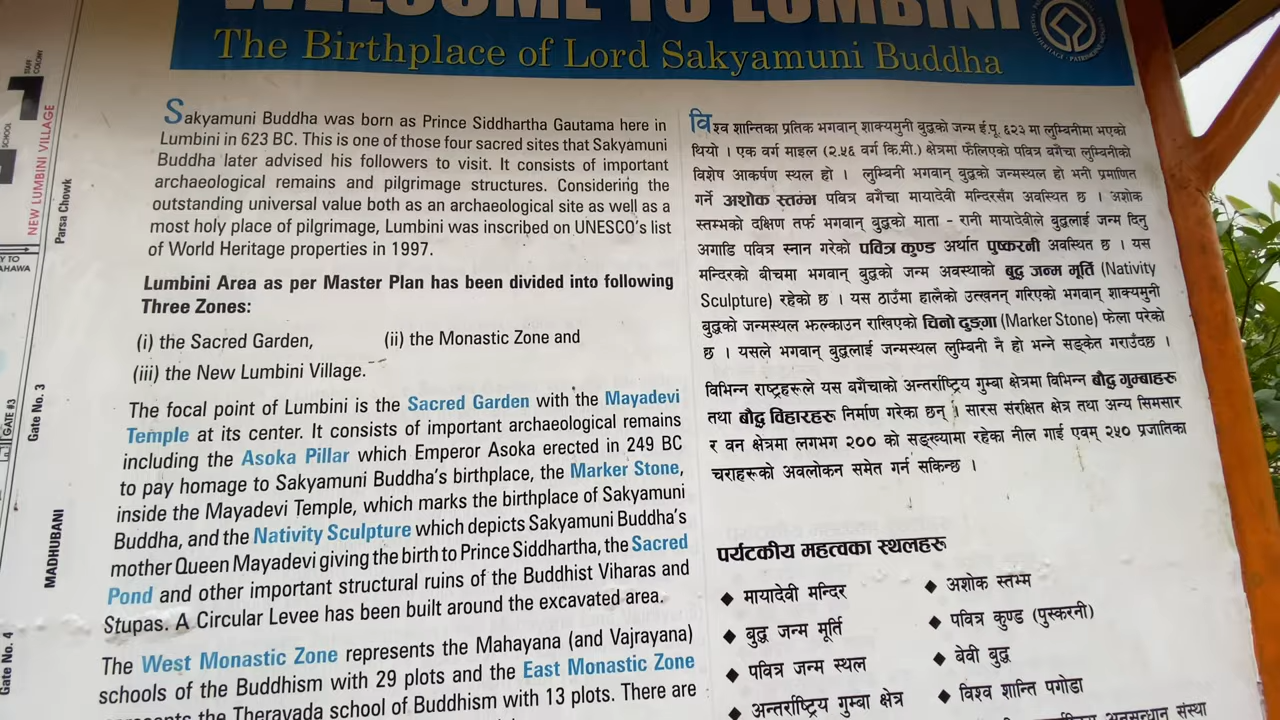 WELCOME TO LUMBINI
The Birthplace of Lord Sakyamuni Buddha
Sakyamuni Buddha was born as Prince Siddhartha Gautama here in
Lumbini in 623 BC. This is one of those four sacred sites that Sakyamuni
Buddha later advised his followers to visit. It consists of important
archaeological remains and pilgrimage structures. Considering the
outstanding universal value both as an archaeological site as well as a
most holy place of pilgrimage, Lumbini was inscribed on UNESCO's list
of World Heritage properties in 1997.
Lumbini Area as per Master Plan has been divided into following
Three Zones:
(i) the Sacred Garden, (ii) the Monastic Zone and
(iii) the New Lumbini Village.
The focal point of Lumbini is the Sacred Garden with the Mayadevi
Temple at its center. It consists of important archaeological remains
including the Asoka Pillar which Emperor Asoka erected in 249 BC
to pay homage to Sakyamuni Buddha's birthplace, the Marker Stone,
inside the Mayadevi Temple, which marks the birthplace of Sakyamuni
Buddha, and the Nativity Sculpture which depicts Sakyamuni Buddha's
mother Queen Mayadevi giving the birth to Prince Siddhartha, the Sacred
Pond and other important structural ruins of the Buddhist Viharas and
Stupas. A Circular Levee has been built around the excavated area.
The West Monastic Zone represents the Mahayana (and Vajrayana)
schools of the Buddhism with 29 plots and the East Monastic Zone
the Theravada school of Buddhism with 13 plots. There are
विश्व शान्तिका प्रतिक भगवान् शाक्यमुनी बुद्धको जन्म ई.पू. ६२३ मा लुम्बिनीमा भएको
थियो । एक वर्ग माइल (२.५६ वर्ग कि.मी.) क्षेत्रमा फैलिएको पवित्र बगैचा लुम्बिनीको
विशेष आकर्षण स्थल हो । लुम्बिनी भगवान् बुद्धको जन्मस्थल हो भनी प्रमाणित
गर्ने अशोक स्तम्भ पवित्र बगैचा मायादेवी मन्दिरसँग अवस्थित छ । अशोक
स्तम्भको दक्षिण तर्फ भगवान् बुद्धको माता - रानी मायादेवीले बुद्धलाई जन्म दिनु
अगाडि पवित्र स्नान गरेको पवित्र कुण्ड अर्थात पुष्करनी अवस्थित छ । यस
मन्दिरको बीचमा भगवान् बुद्धको जन्म अवस्थाको बुद्ध जन्म मूर्ति (Nativity
Sculpture) रहेको छ । यस ठाउँमा हालैको उत्खनन् गरिएको भगवान् शाक्यमुनी
बुद्धको जन्मस्थल झल्काउन राखिएको चिनो ढुङ्गा (Marker Stone) फेला परेको
छ । यसले भगवान् बुद्धलाई जन्मस्थल लुम्बिनी नै हो भन्ने सङ्केत गराउँदछ ।
विभिन्न राष्ट्रहरूले यस बगैचाको अन्तर्राष्ट्रिय गुम्बा क्षेत्रमा विभिन्न बौद्ध गुम्बाहरू
तथा बौद्ध विहारहरू निर्माण गरेका छन् । सारस संरक्षित क्षेत्र तथा अन्य सिमसार
र वन क्षेत्रमा लगभग २०० को सङ्ख्यामा रहेका नील गाई एवम् २५० प्रजातिका
चराहरूको अवलोकन समेत गर्न सकिन्छ ।
पर्यटकीय महत्वका स्थलहरू
◆ मायादेवी मन्दिर
◆ बुद्ध जन्म मूर्ति
◆ पवित्र जन्म स्थल
◆ अन्तर्राष्ट्रिय गुम्बा क्षेत्र
◆ अशोक स्तम्भ
◆ पवित्र कुण्ड (पुस्करनी)
◆ बेबी बुद्ध
◆ विश्व शान्ति पगोडा
अनुसन्धान संस्था
STAFF
COLONY
SCHOOL
NEW LUMBINI VILLAGE
Parsa Chowk
GATE #3
Gate No. 3
MADHUBANI
Gate No. 4